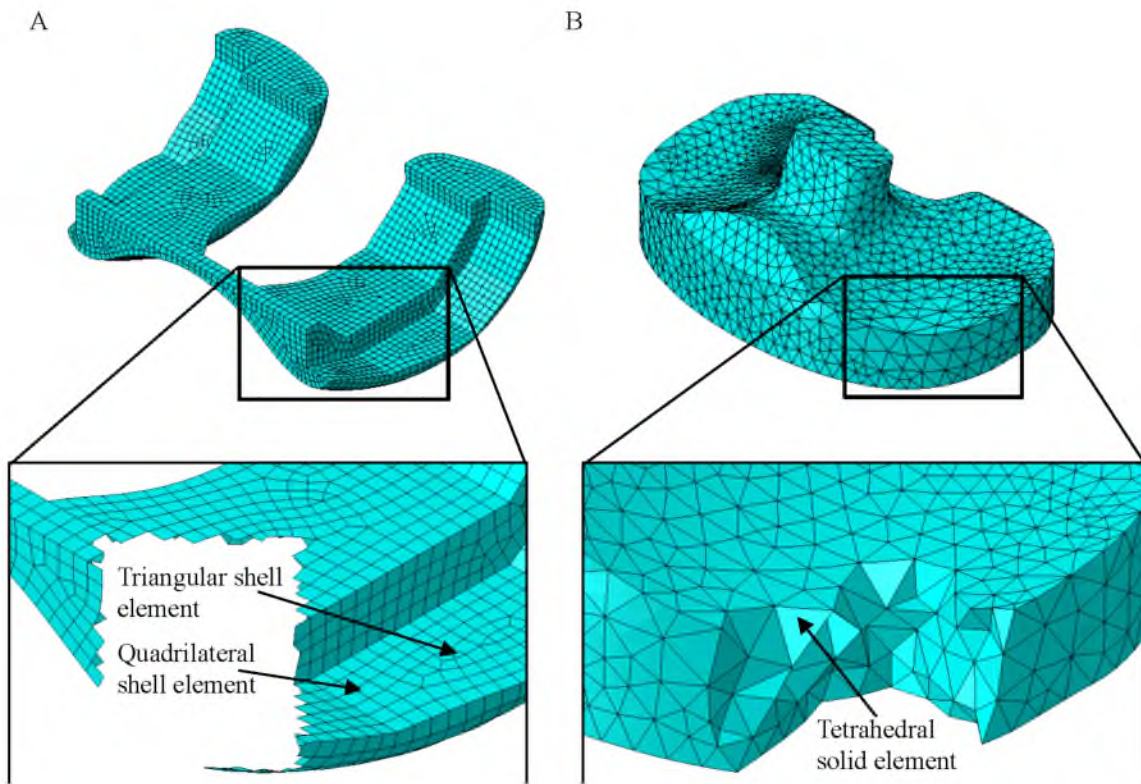 A
B
Triangular shell
element
Quadrilateral
shell element
Tetrahedral
solid element